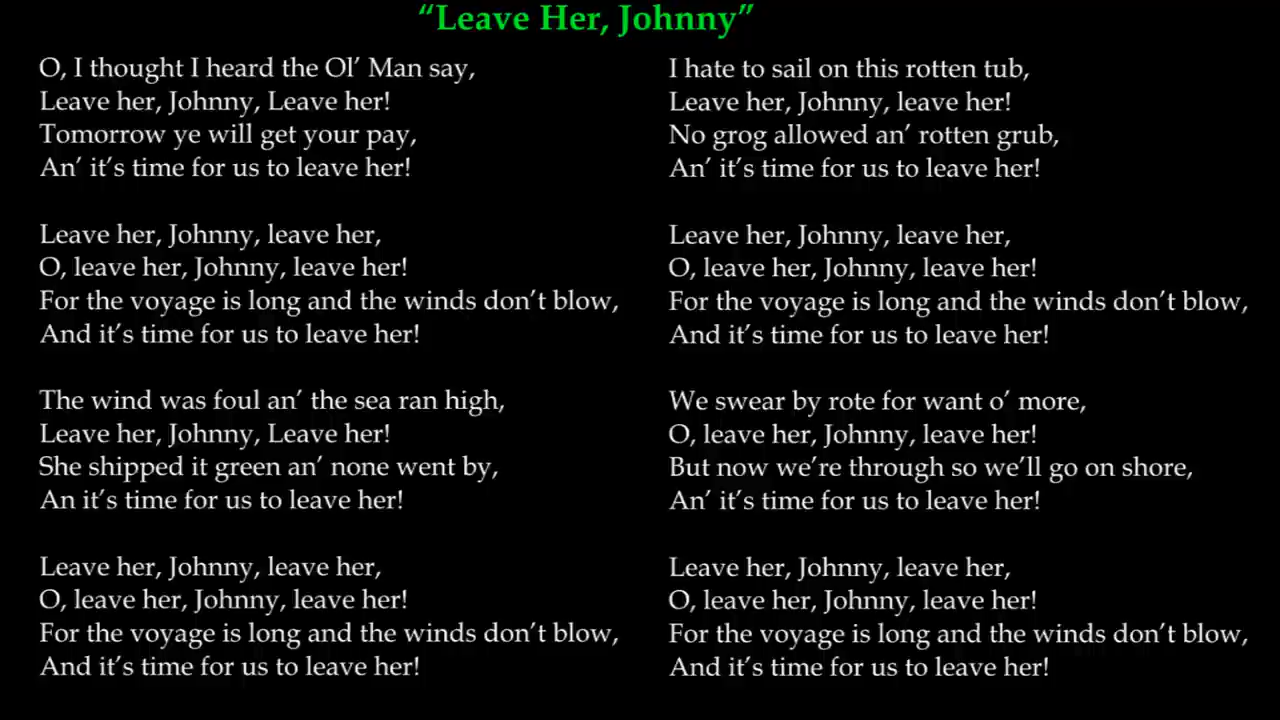 “Leave Her, Johnny”
O, I thought I heard the Ol’ Man say,
Leave her, Johnny, Leave her!
Tomorrow ye will get your pay,
An’ it’s time for us to leave her!
Leave her, Johnny, leave her,
O, leave her, Johnny, leave her!
For the voyage is long and the winds don’t blow,
And it’s time for us to leave her!
The wind was foul an’ the sea ran high,
Leave her, Johnny, Leave her!
She shipped it green an’ none went by,
An it’s time for us to leave her!
Leave her, Johnny, leave her,
O, leave her, Johnny, leave her!
For the voyage is long and the winds don’t blow,
And it’s time for us to leave her!
I hate to sail on this rotten tub,
Leave her, Johnny, leave her!
No grog allowed an’ rotten grub,
An’ it’s time for us to leave her!
Leave her, Johnny, leave her,
O, leave her, Johnny, leave her!
For the voyage is long and the winds don’t blow,
And it’s time for us to leave her!
We swear by rote for want o’ more,
O, leave her, Johnny, leave her!
But now we’re through so we’ll go on shore,
An’ it’s time for us to leave her!
Leave her, Johnny, leave her,
O, leave her, Johnny, leave her!
For the voyage is long and the winds don’t blow,
And it’s time for us to leave her!